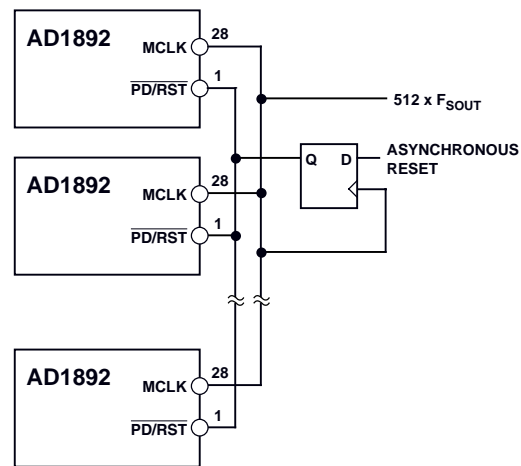 AD1892
MCLK
28
PD/RST
1
512 x FSOUT
Q D
ASYNCHRONOUS
RESET
AD1892
MCLK
28
PD/RST
1
AD1892
MCLK
28
PD/RST
1